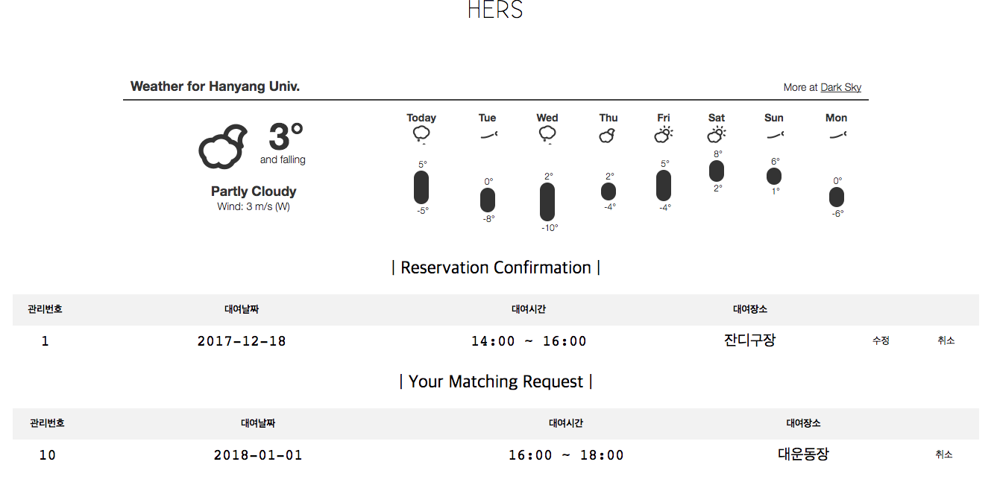 HERS
Weather for Hanyang Univ. More at Dark Sky
3°
and falling
Partly Cloudy
Wind: 3 m/s (W)
Today Tue Wed Thu Fri Sat Sun Mon
5° 0° 2° 2° 5° 8° 6° 0°
-5° -8° -10° -4° -4° 2° 1° -6°
| Reservation Confirmation |
관리번호 대여날짜 대여시간 대여장소
1 2017-12-18 14:00 ~ 16:00 잔디구장 수정 취소
| Your Matching Request |
관리번호 대여날짜 대여시간 대여장소
10 2018-01-01 16:00 ~ 18:00 대운동장 취소